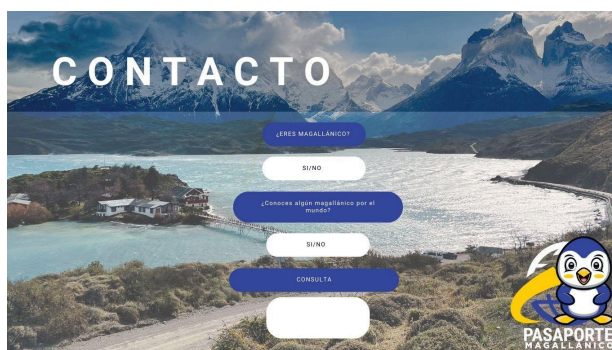 CONTACTO
¿ERES MAGALLÁNICO?
SI/NO
¿Conoces algún magallánico por el
mundo?
SI/NO
CONSULTA
PASAPORTE
MAGALLÁNICO